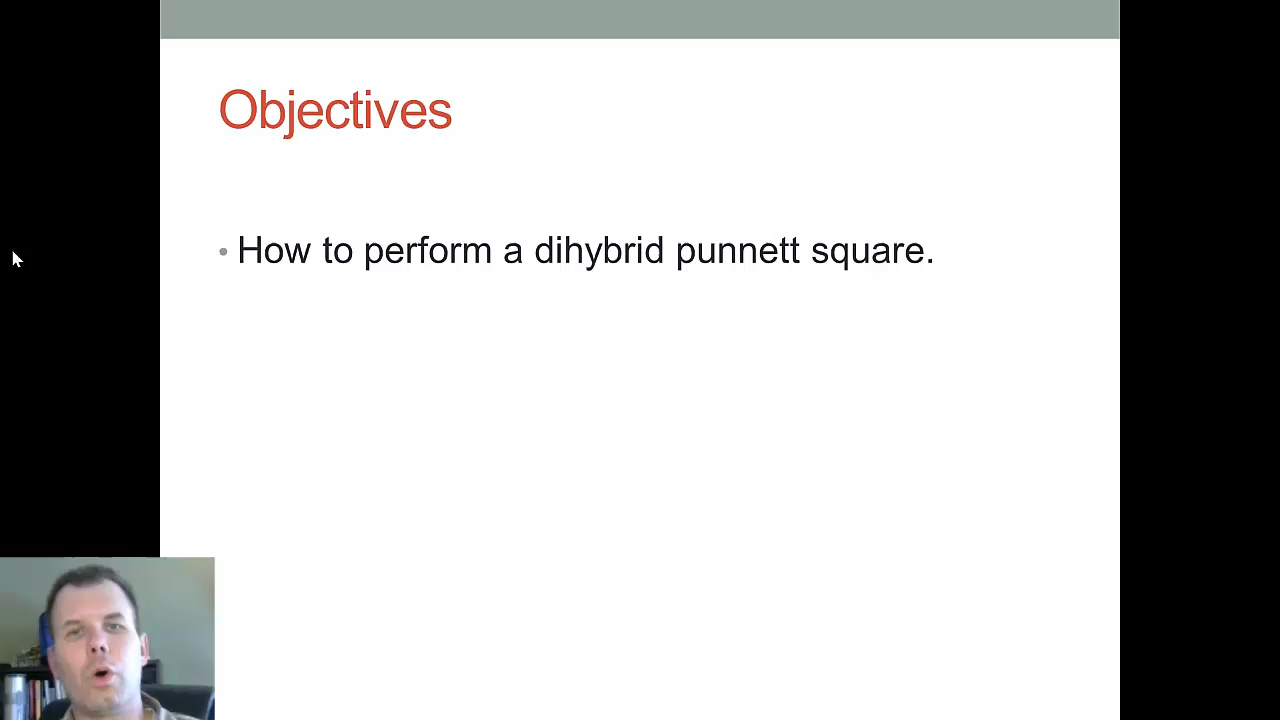 Objectives
• How to perform a dihybrid punnett square.